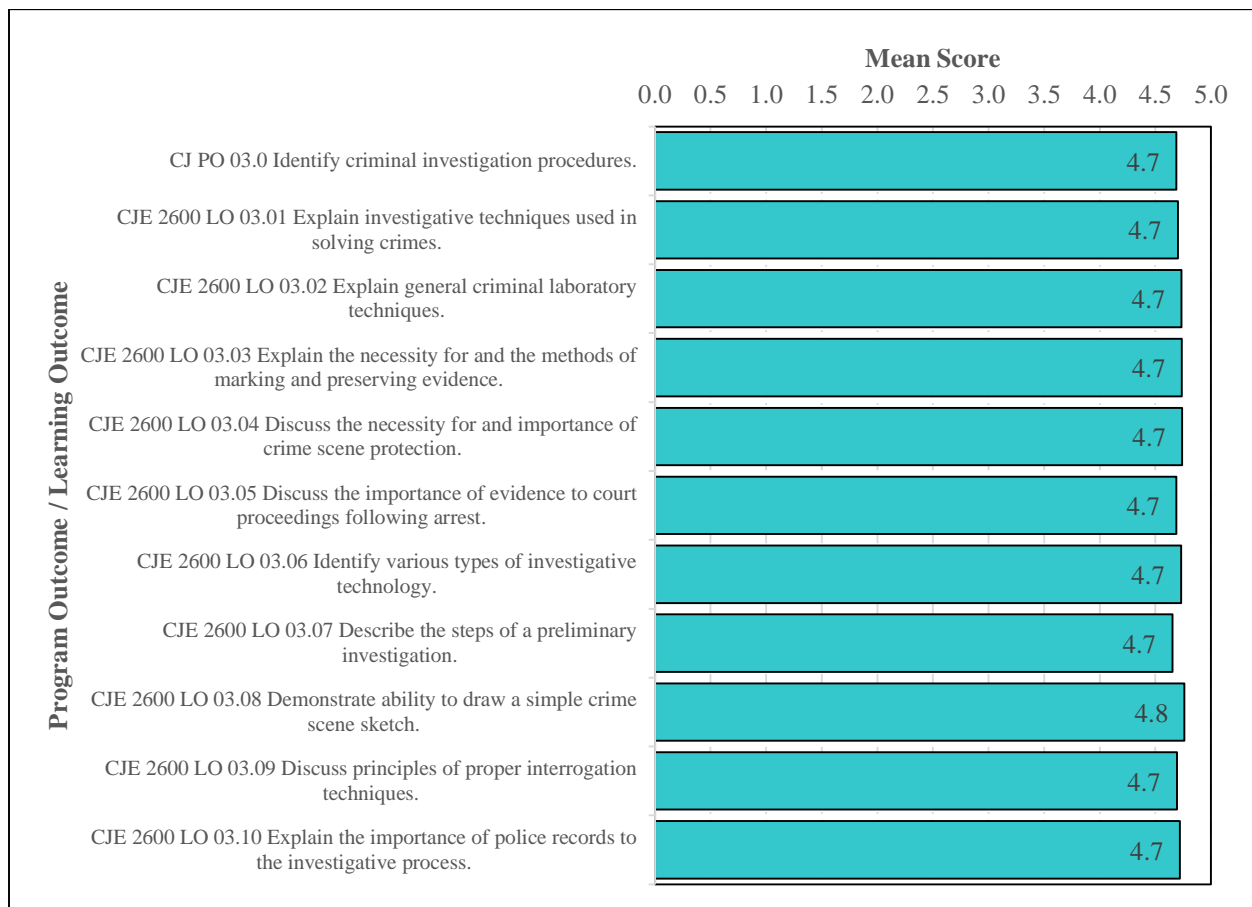 Mean Score
0.0 0.5 1.0 1.5 2.0 2.5 3.0 3.5 4.0 4.5 5.0
Program Outcome / Learning Outcome
CJ PO 03.0 Identify criminal investigation procedures.
4.7
CJE 2600 LO 03.01 Explain investigative techniques used in
solving crimes.
4.7
CJE 2600 LO 03.02 Explain general criminal laboratory
techniques.
4.7
CJE 2600 LO 03.03 Explain the necessity for and the methods of
marking and preserving evidence.
4.7
CJE 2600 LO 03.04 Discuss the necessity for and importance of
crime scene protection.
4.7
CJE 2600 LO 03.05 Discuss the importance of evidence to court
proceedings following arrest.
4.7
CJE 2600 LO 03.06 Identify various types of investigative
technology.
4.7
CJE 2600 LO 03.07 Describe the steps of a preliminary
investigation.
4.7
CJE 2600 LO 03.08 Demonstrate ability to draw a simple crime
scene sketch.
4.8
CJE 2600 LO 03.09 Discuss principles of proper interrogation
techniques.
4.7
CJE 2600 LO 03.10 Explain the importance of police records to
the investigative process.
4.7